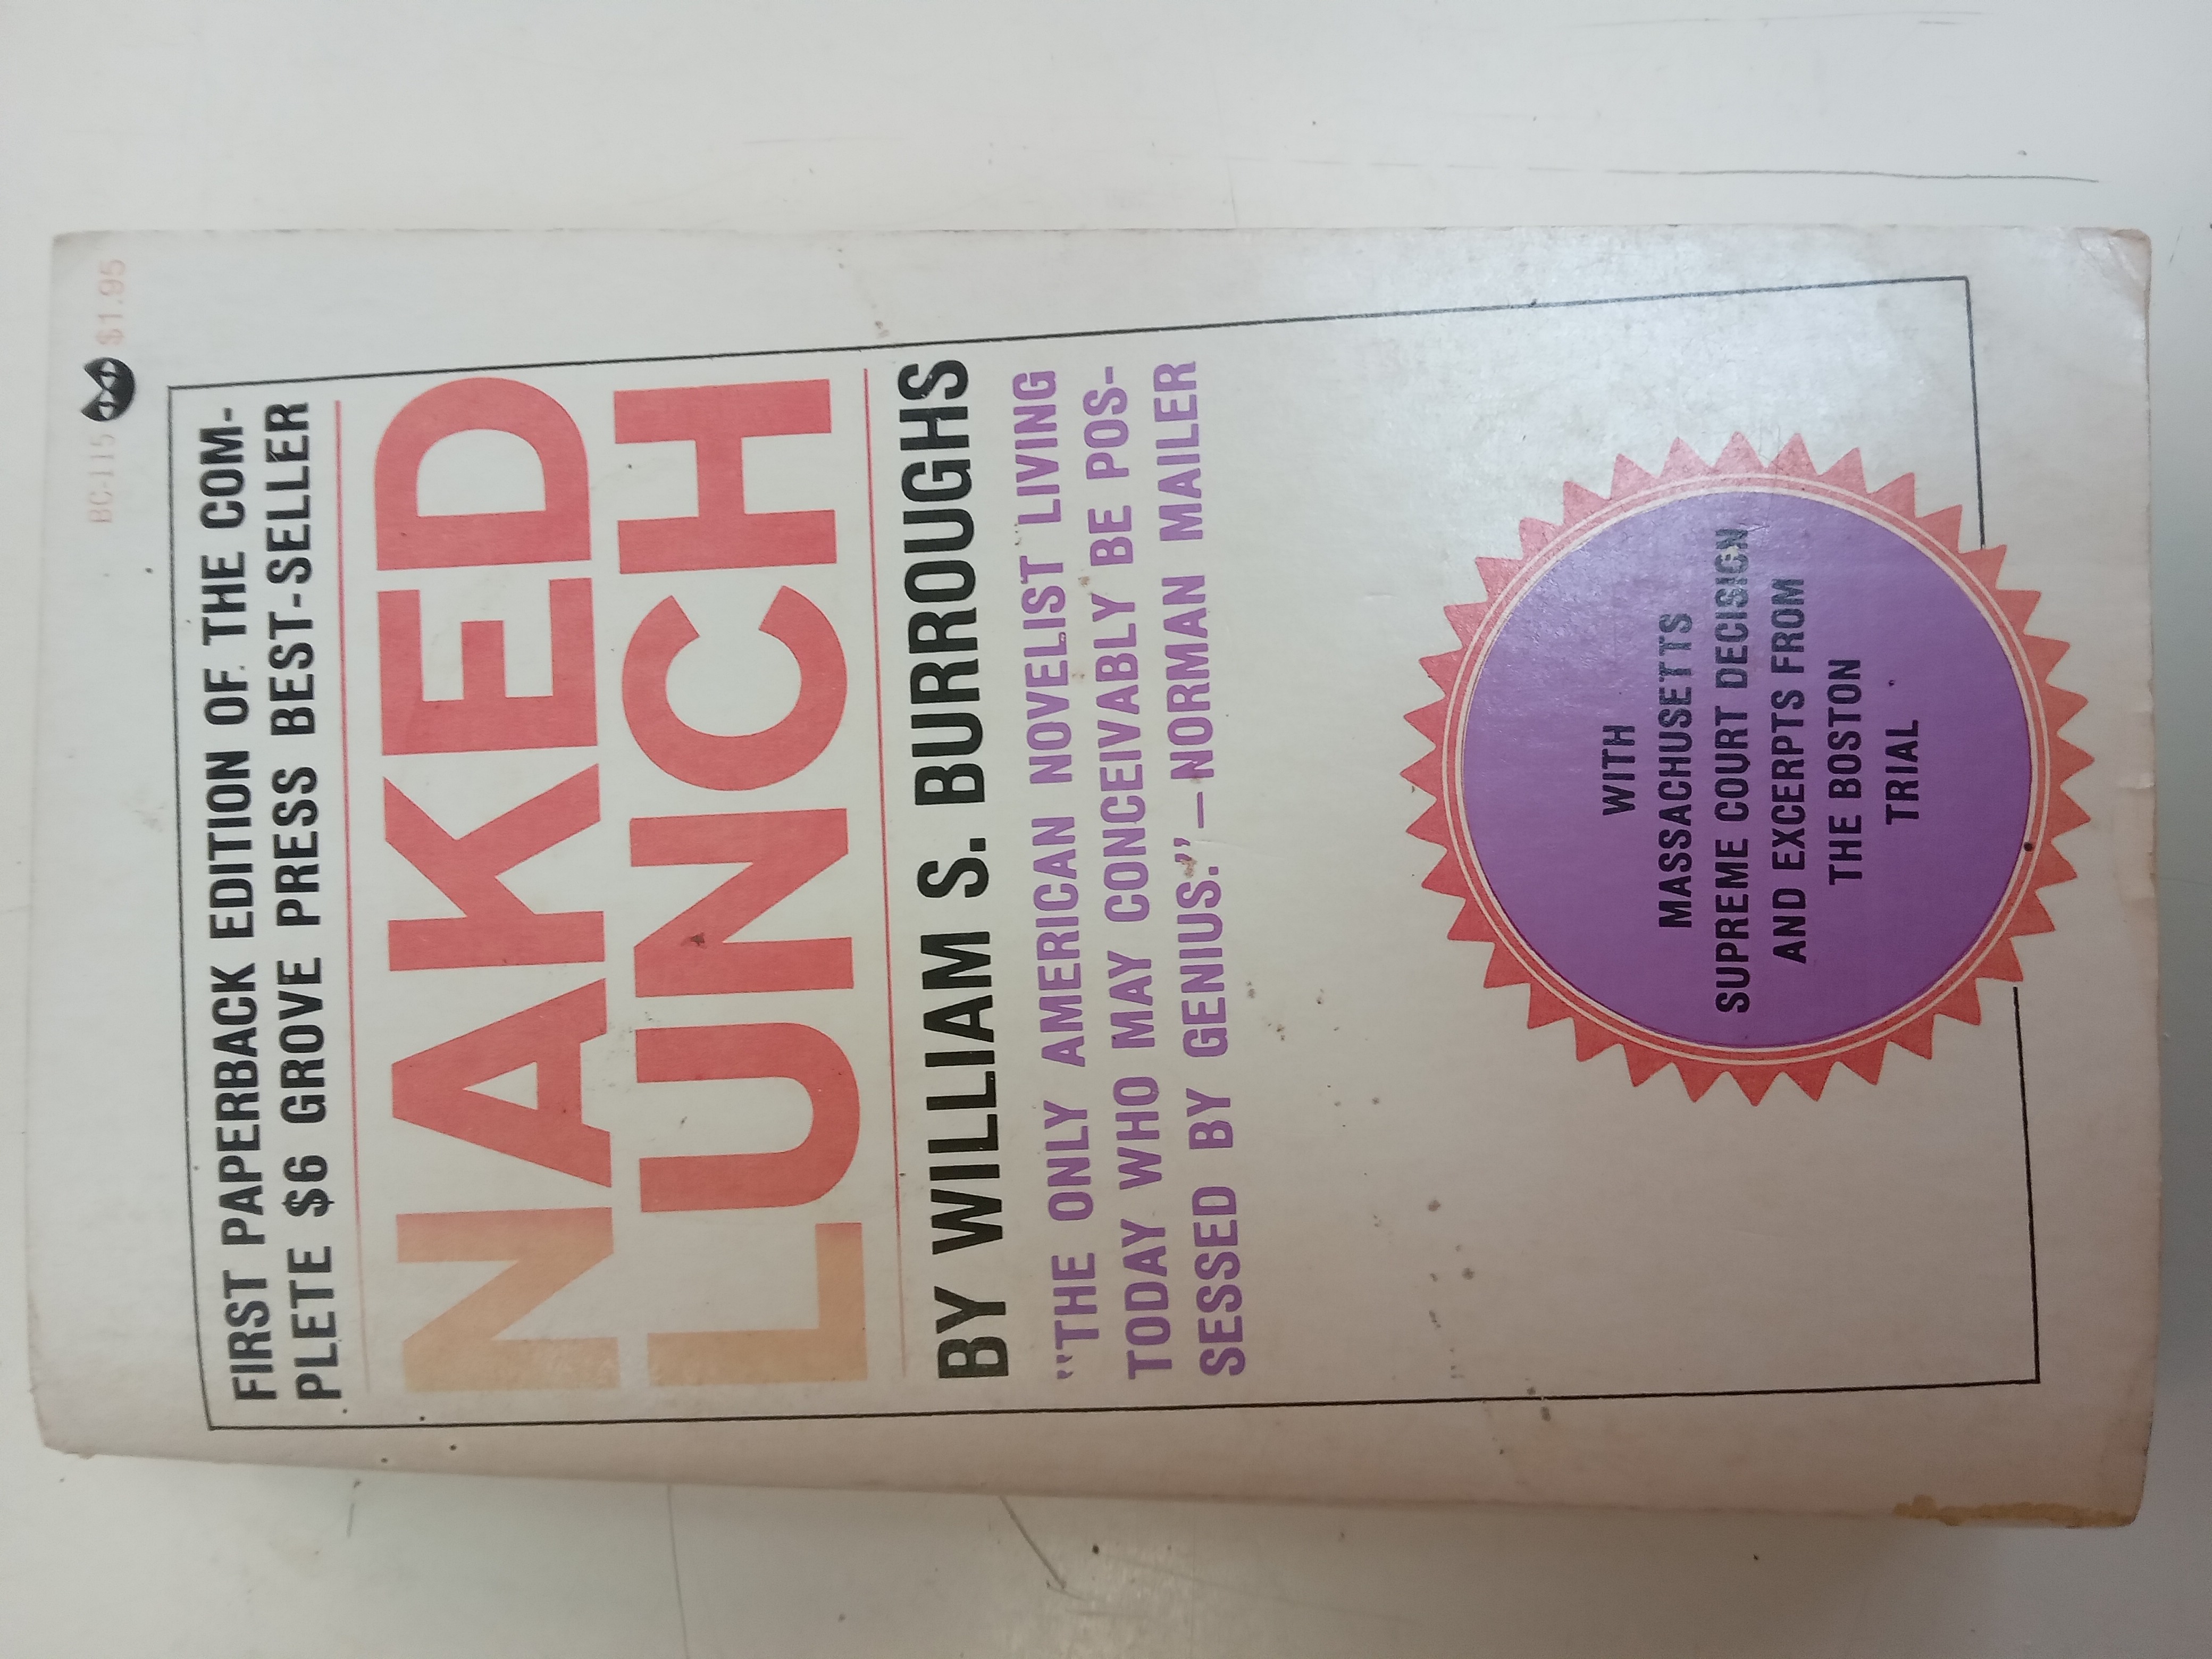 BC-115 $1.95
FIRST PAPERBACK EDITION OF THE COM-
PLETE $6 GROVE PRESS BEST-SELLER
NAKED
LUNCH
BY WILLIAM S. BURROUGHS
"THE ONLY AMERICAN NOVELIST LIVING
TODAY WHO MAY CONCEIVABLY BE POS-
SESSED BY GENIUS."—NORMAN MAILER
WITH
MASSACHUSETTS
SUPREME COURT DECISION
AND EXCERPTS FROM
THE BOSTON
TRIAL